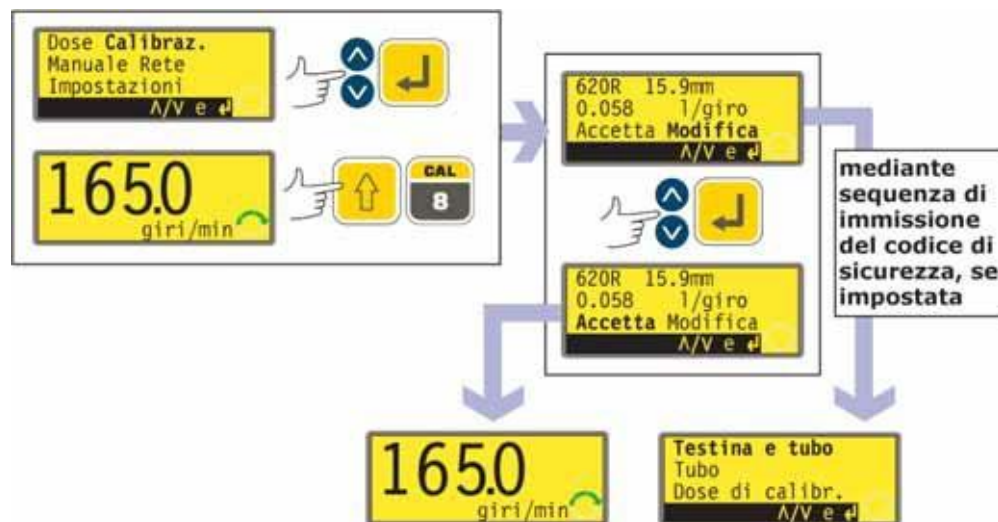 Dose Calibraz.
Manuale Rete
Impostazioni
Λ/V e ↲
165.0
giri/min
CAL
8
620R 15.9mm
0.058 l/giro
Accetta Modifica
Λ/V e ↲
620R 15.9mm
0.058 l/giro
Accetta Modifica
Λ/V e ↲
mediante
sequenza di
immissione
del codice di
sicurezza, se
impostata
165.0
giri/min
Testina e tubo
Tubo
Dose di calibr.
Λ/V e ↲